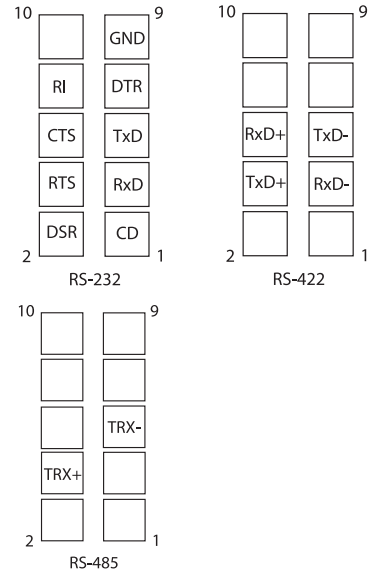 10 9 10 9
GND
RI DTR
CTS TxD RxD+ TxD-
RTS RxD TxD+ RxD-
DSR CD
2 1 2 1
RS-232 RS-422
10 9
TRX-
TRX+
2 1
RS-485